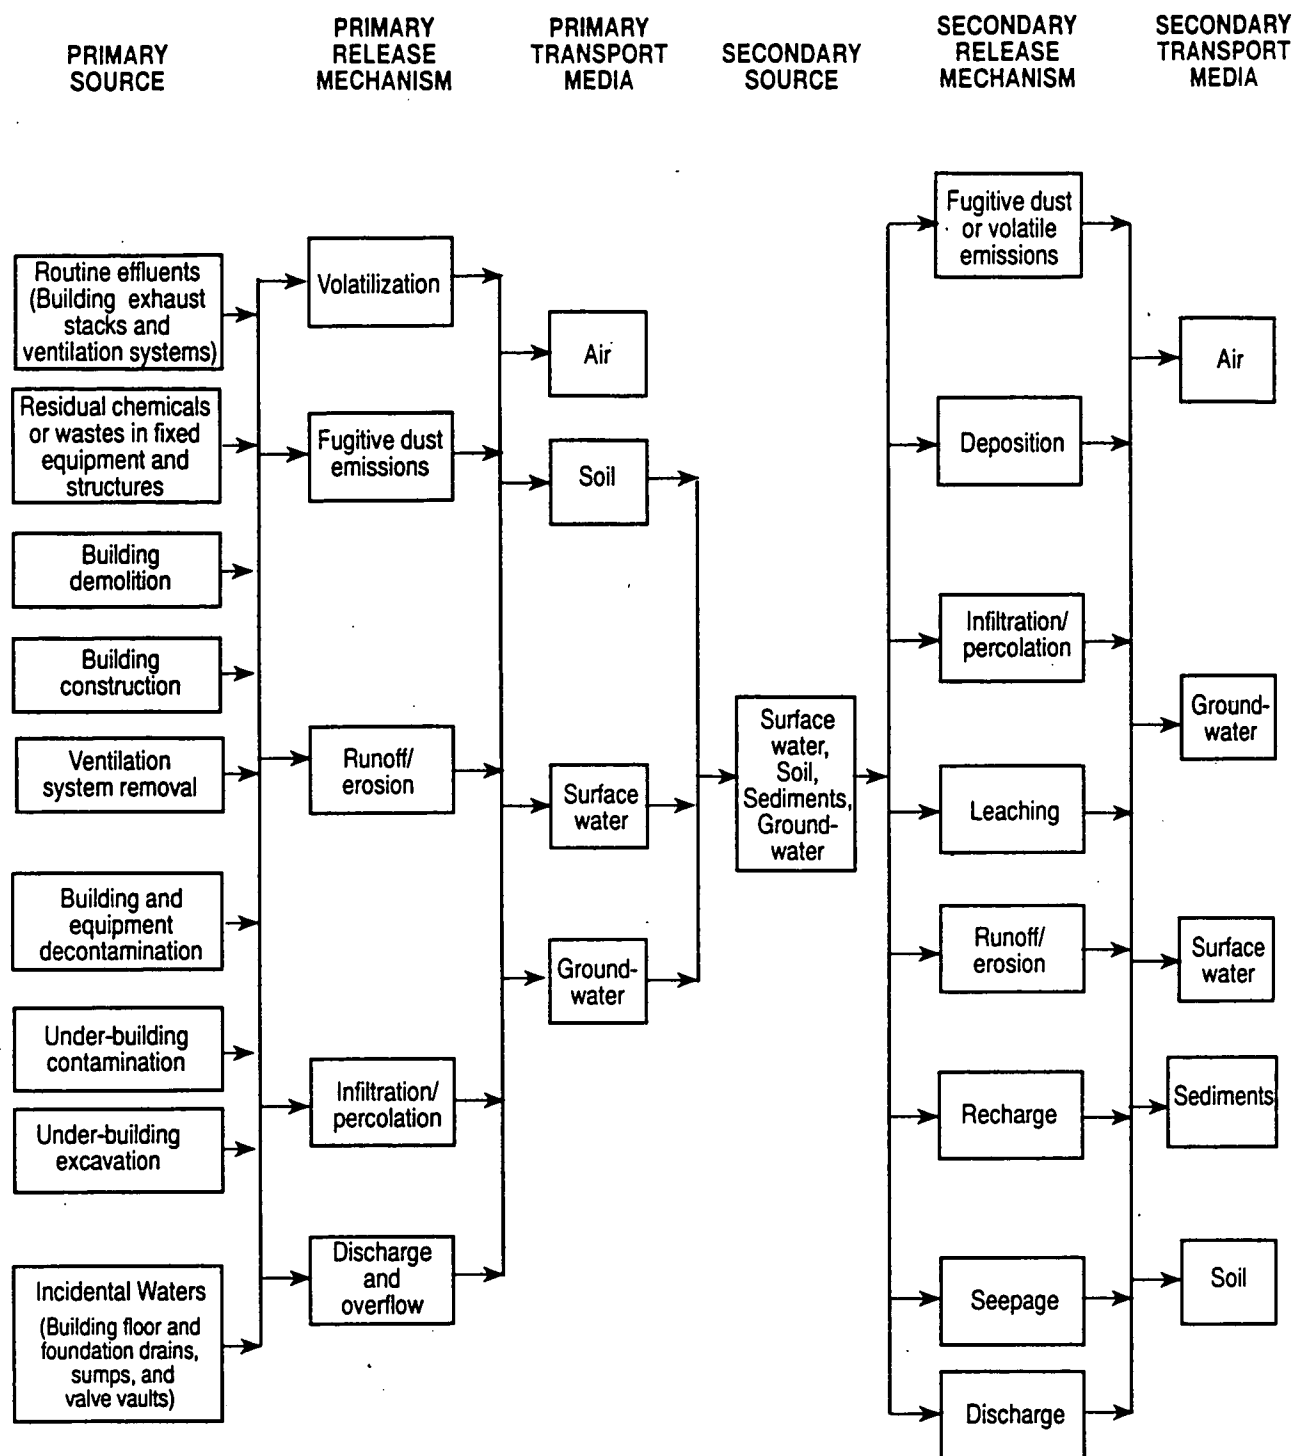 PRIMARY
SOURCE
PRIMARY
RELEASE
MECHANISM
PRIMARY
TRANSPORT
MEDIA
SECONDARY
SOURCE
SECONDARY
RELEASE
MECHANISM
SECONDARY
TRANSPORT
MEDIA
Routine effluents
(Building exhaust
stacks and
ventilation systems)
Residual chemicals
or wastes in fixed
equipment and
structures
Building
demolition
Building
construction
Ventilation
system removal
Building and
equipment
decontamination
Under-building
contamination
Under-building
excavation
Incidental Waters
(Building floor and
foundation drains,
sumps, and
valve vaults)
Volatilization
Fugitive dust
emissions
Runoff/
erosion
Infiltration/
percolation
Discharge
and
overflow
Air
Soil
Surface
water
Ground-
water
Surface
water,
Soil,
Sediments,
Ground-
water
Fugitive dust
or volatile
emissions
Deposition
Infiltration/
percolation
Leaching
Runoff/
erosion
Recharge
Seepage
Discharge
Air
Ground-
water
Surface
water
Sediments
Soil